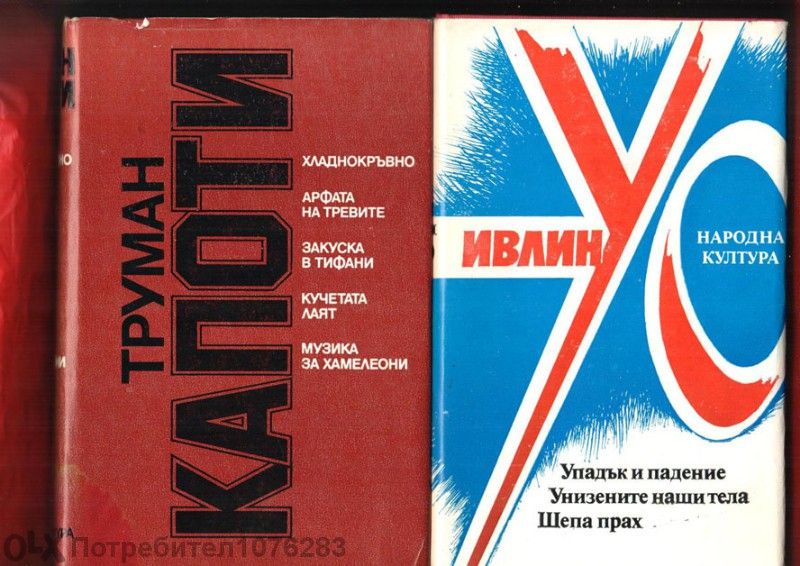 ТРУМАН
КАПОТИ
ХЛАДНОКРЪВНО
АРФАТА
НА ТРЕВИТЕ
ЗАКУСКА
В ТИФАНИ
КУЧЕТАТА
ЛАЯТ
МУЗИКА
ЗА ХАМЕЛЕОНИ
ИВЛИН
УО
НАРОДНА
КУЛТУРА
Упадък и падение
Унизените наши тела
Шепа прах
OLX Потребител1076283